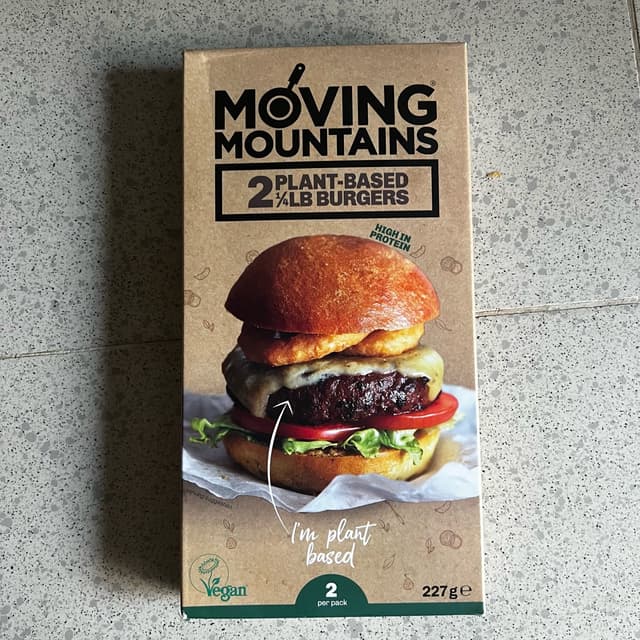 MOVING®
MOUNTAINS
2 PLANT-BASED
¼LB BURGERS
HIGH IN
PROTEIN
I'm plant
based
Vegan
2
per pack
227g℮